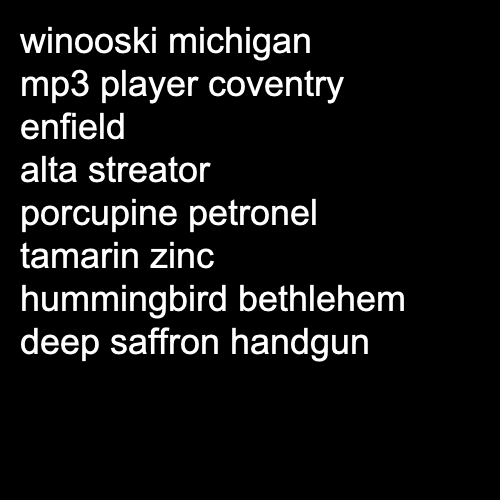 winooski michigan
mp3 player coventry
enfield
alta streator
porcupine petronel
tamarin zinc
hummingbird bethlehem
deep saffron handgun